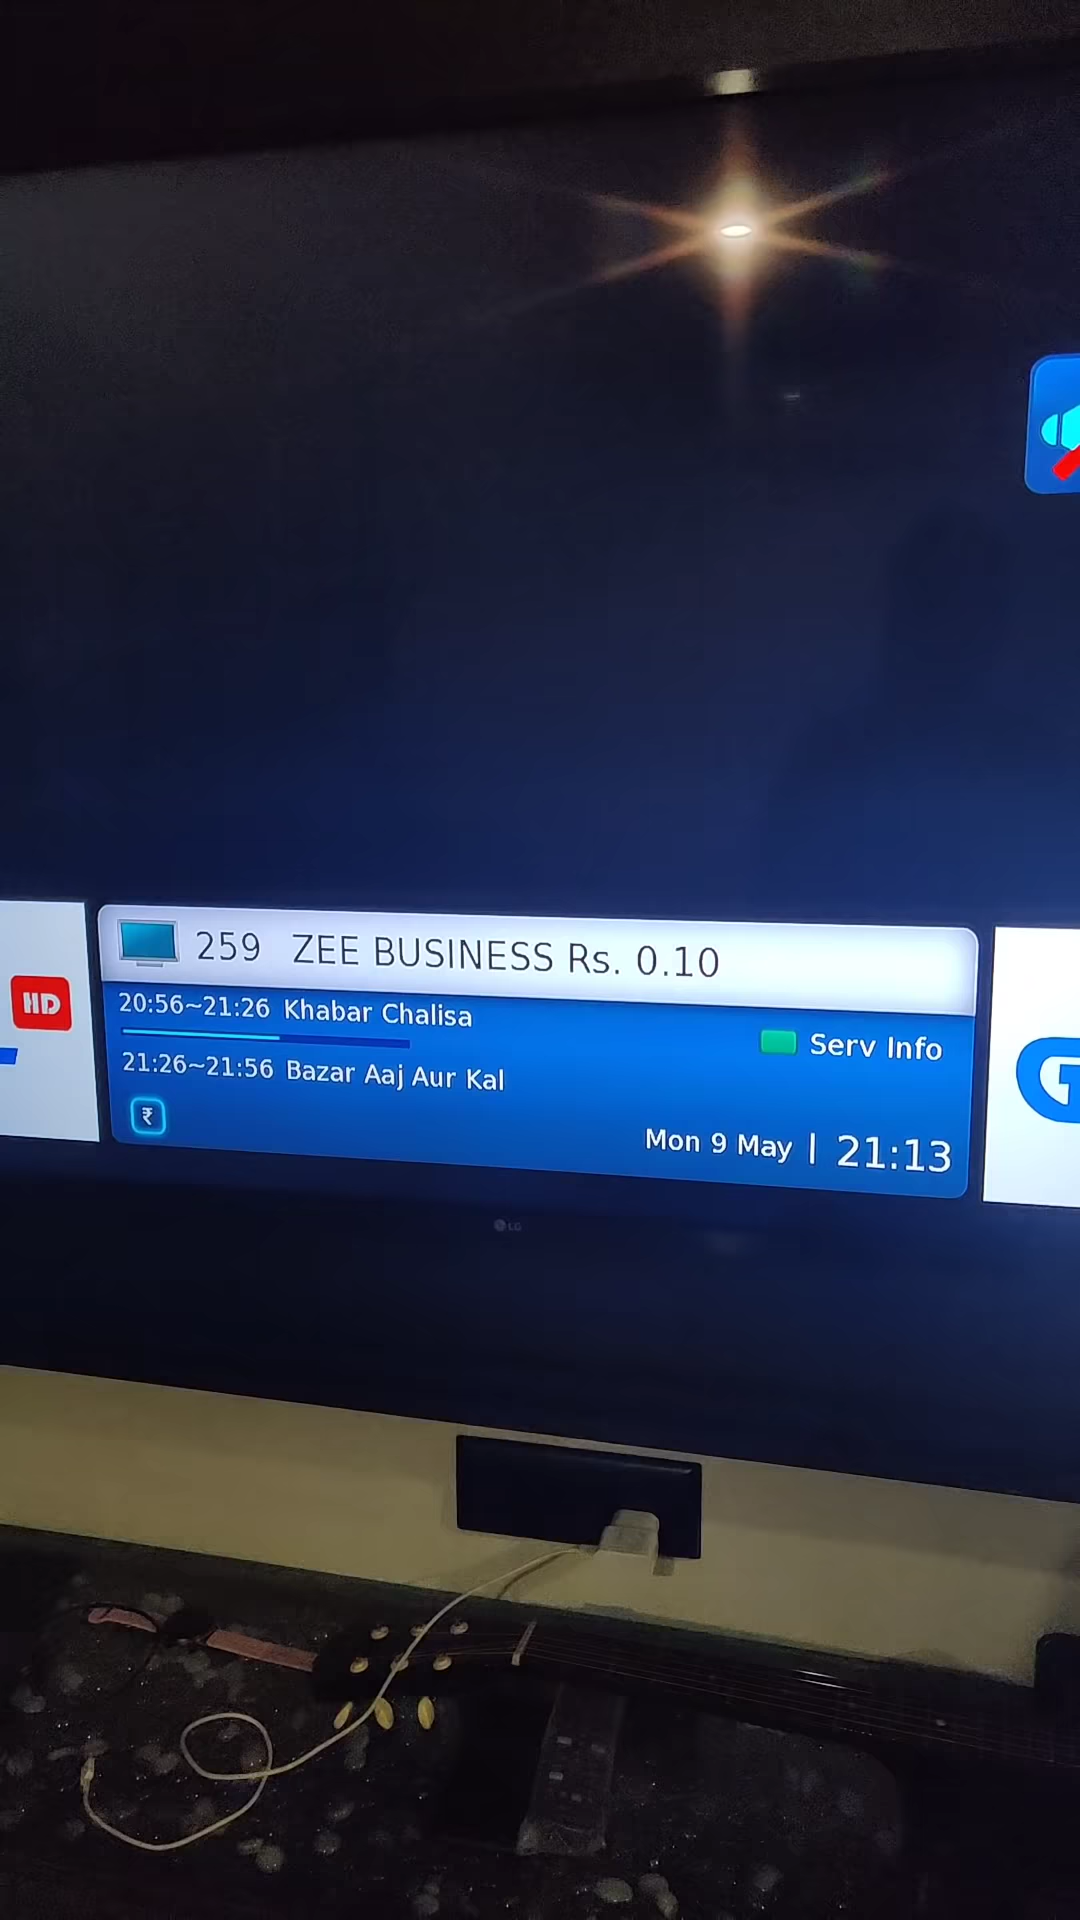 259 ZEE BUSINESS Rs. 0.10
HD
20:56~21:26 Khabar Chalisa
Serv Info
21:26~21:56 Bazar Aaj Aur Kal
₹
Mon 9 May | 21:13
LG